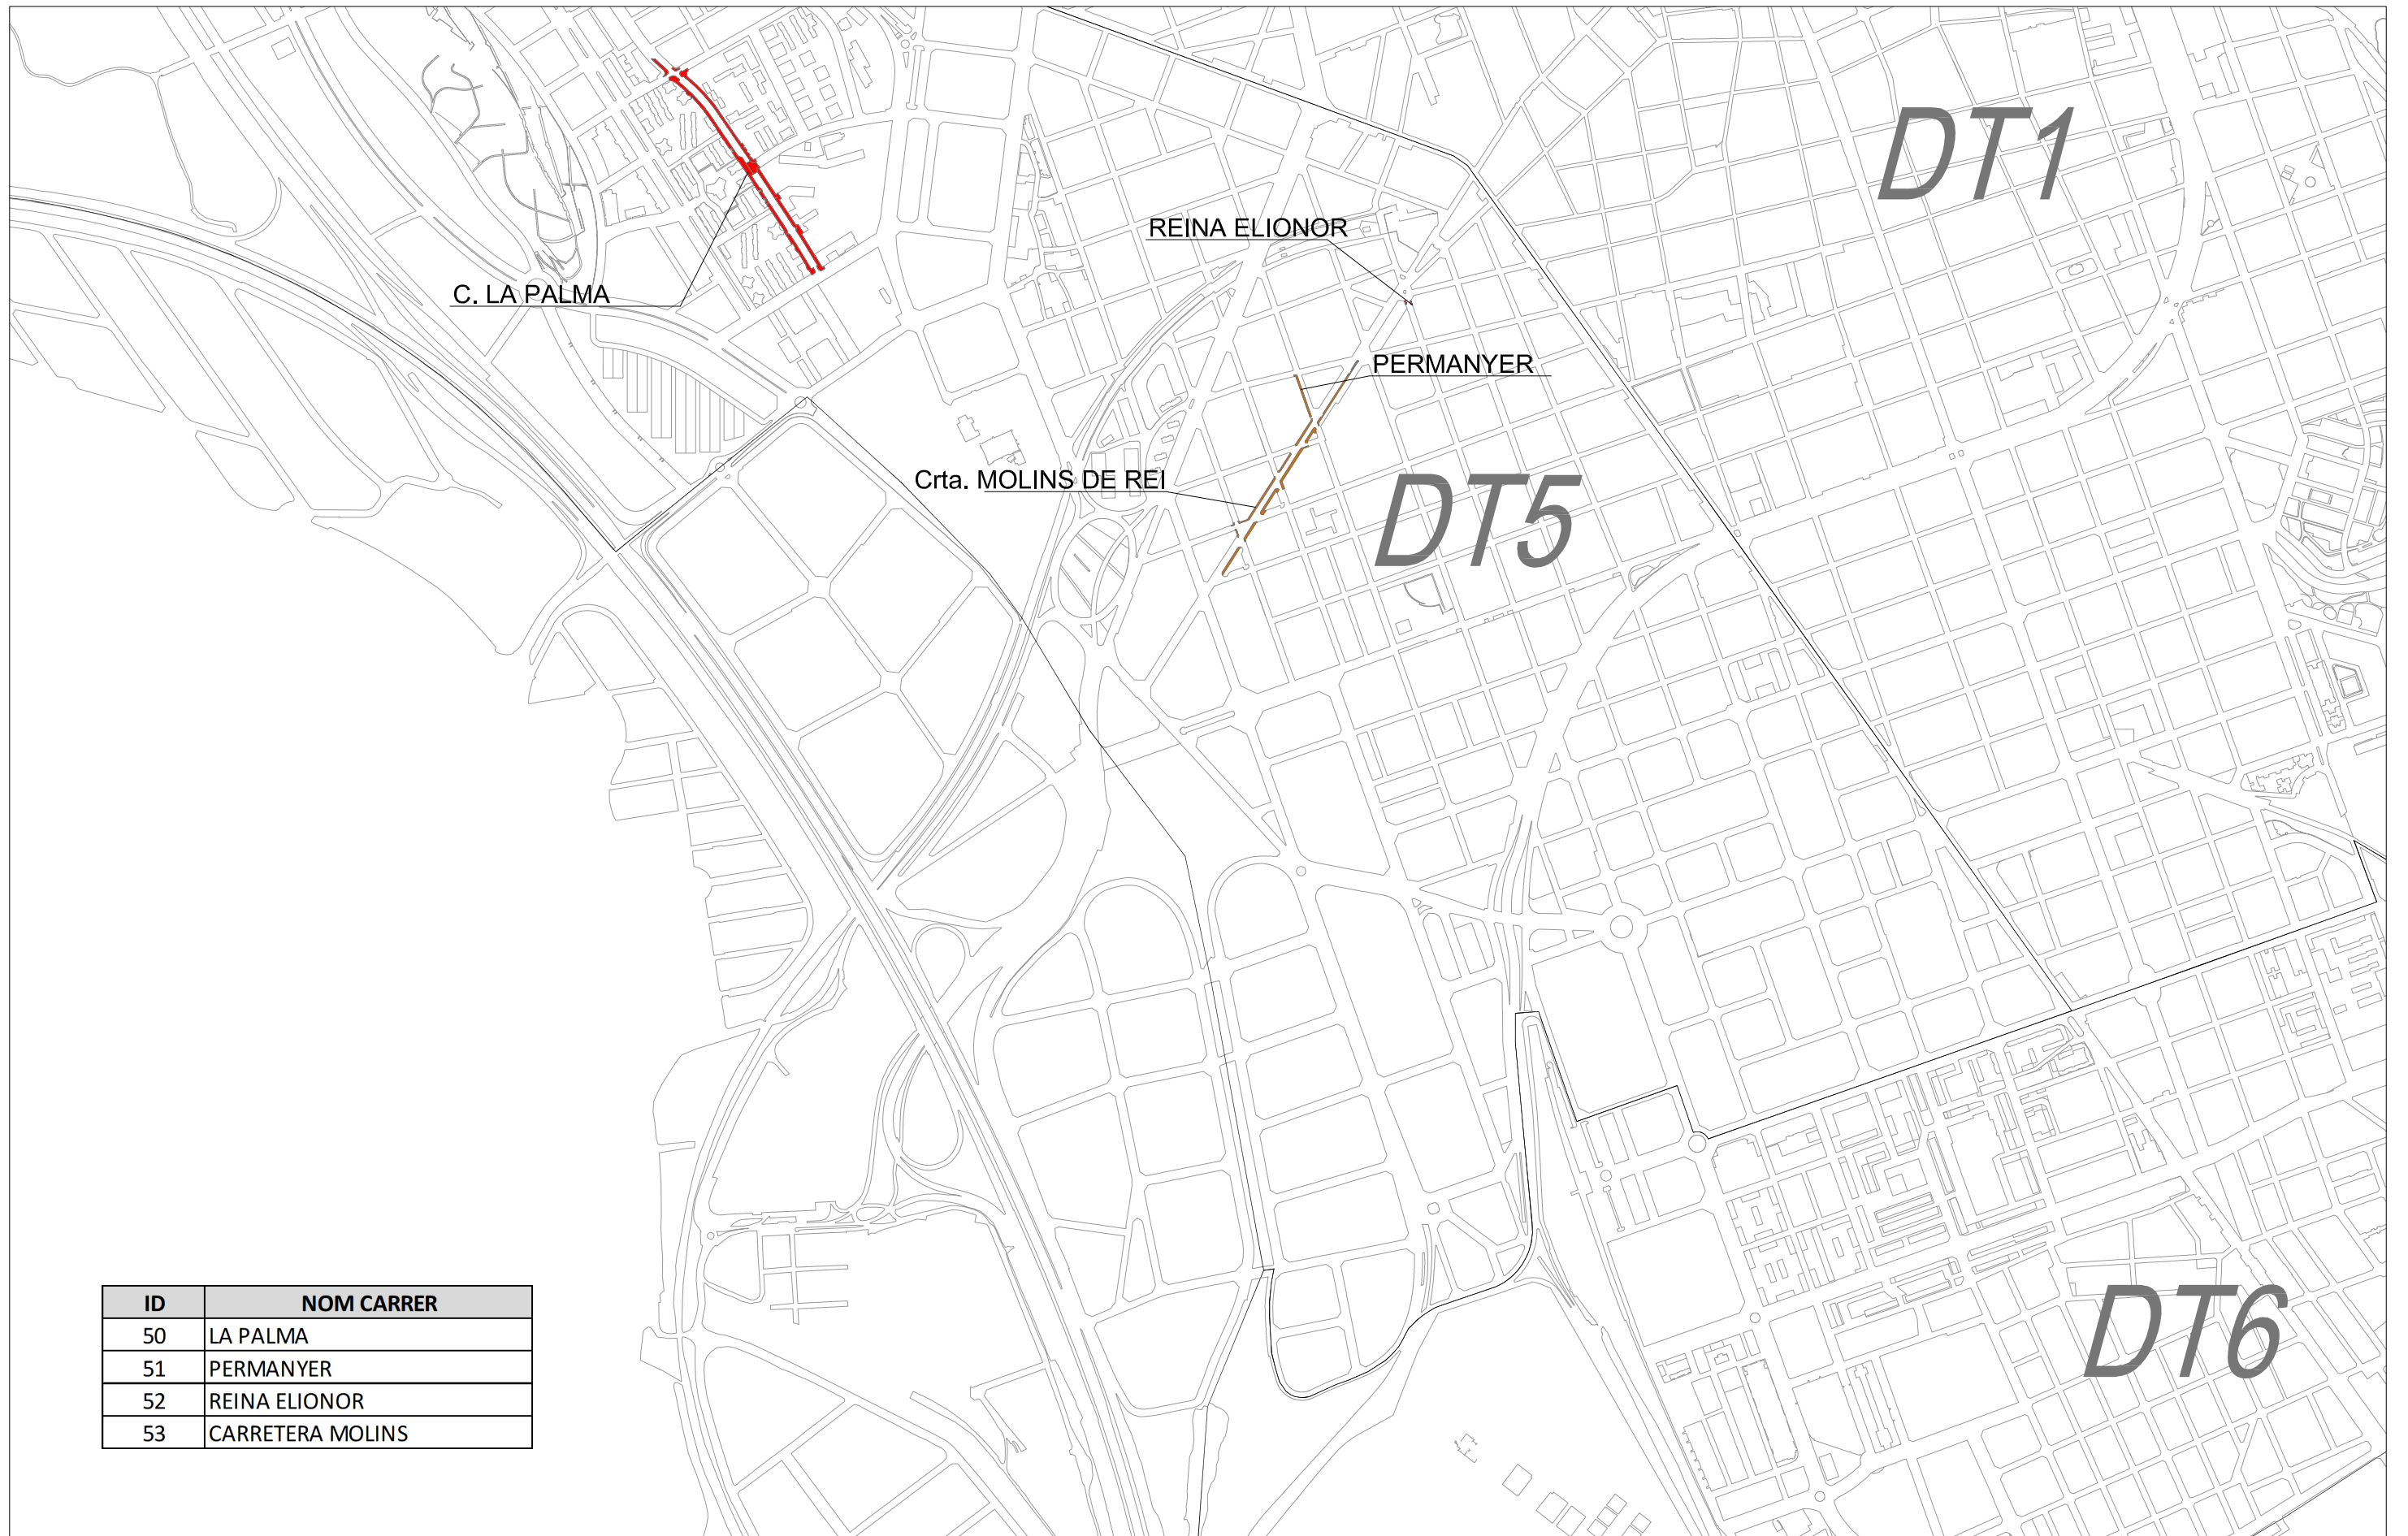 DT1
REINA ELIONOR
C. LA PALMA
PERMANYER
Crta. MOLINS DE REI
DT5
ID NOM CARRER
50 LA PALMA
51 PERMANYER
52 REINA ELIONOR
53 CARRETERA MOLINS
DT6